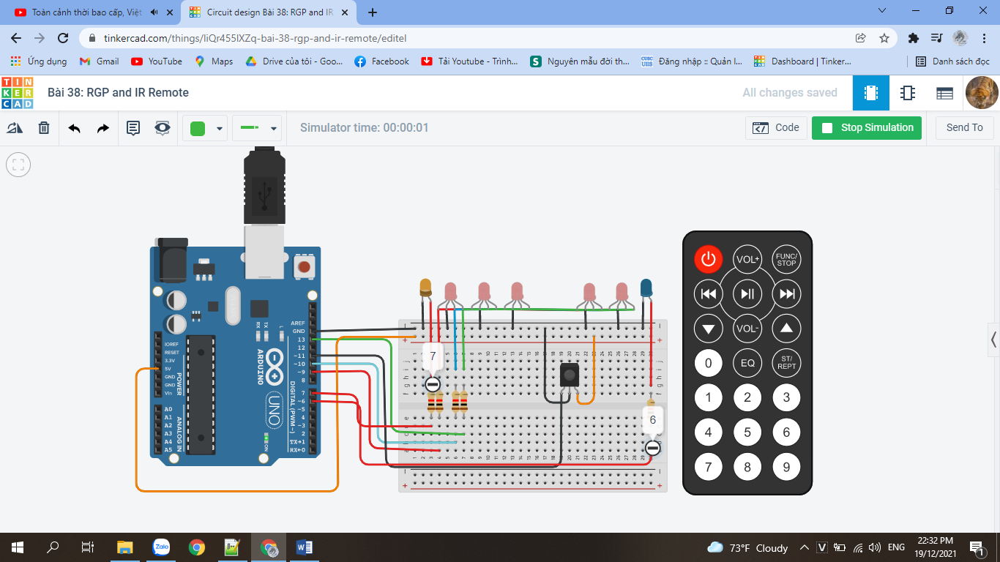 Toàn cảnh thời bao cấp, Việt
Circuit design Bài 38: RGP and IR
tinkercad.com/things/liQr455lXZq-bai-38-rgp-and-ir-remote/editel
Ứng dụng
Gmail
YouTube
Maps
Drive của tôi - Goo...
Facebook
Tải Youtube - Trình...
Nguyên mẫu đời th...
Đăng nhập :: Quản l...
Dashboard | Tinker...
Danh sách đọc
TIN
KER
CAD
Bài 38: RGP and IR Remote
All changes saved
Simulator time: 00:00:01
Code
Stop Simulation
Send To
IOREF
RESET
3.3V
5V
GND
GND
Vin
POWER
A0
A1
A2
A3
A4
A5
ANALOG IN
RX
TX
L
ARDUINO
UNO
ON
AREF
GND
13
12
~11
~10
~9
8
7
~6
~5
4
~3
2
TX→1
RX←0
DIGITAL (PWM~)
7
6
VOL+
FUNC/
STOP
VOL-
0
EQ
ST/
REPT
1
2
3
4
5
6
7
8
9
Zalo
73°F Cloudy
V
ENG
22:32 PM
19/12/2021
1